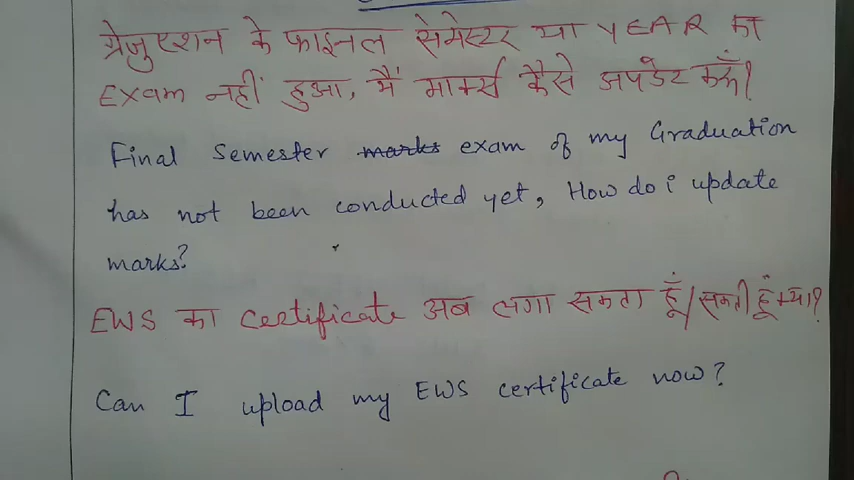 ग्रेजुएशन के फाइनल सेमेस्टर या YEAR का
Exam नहीं हुआ, मैं मार्क्स कैसे अपडेट करूँ?
Final Semester marks exam of my Graduation
has not been conducted yet, How do i update
marks?
EWS का certificate अब लगा सकता हूँ/सकती हूँ क्या?
Can I upload my EWS certificate now?